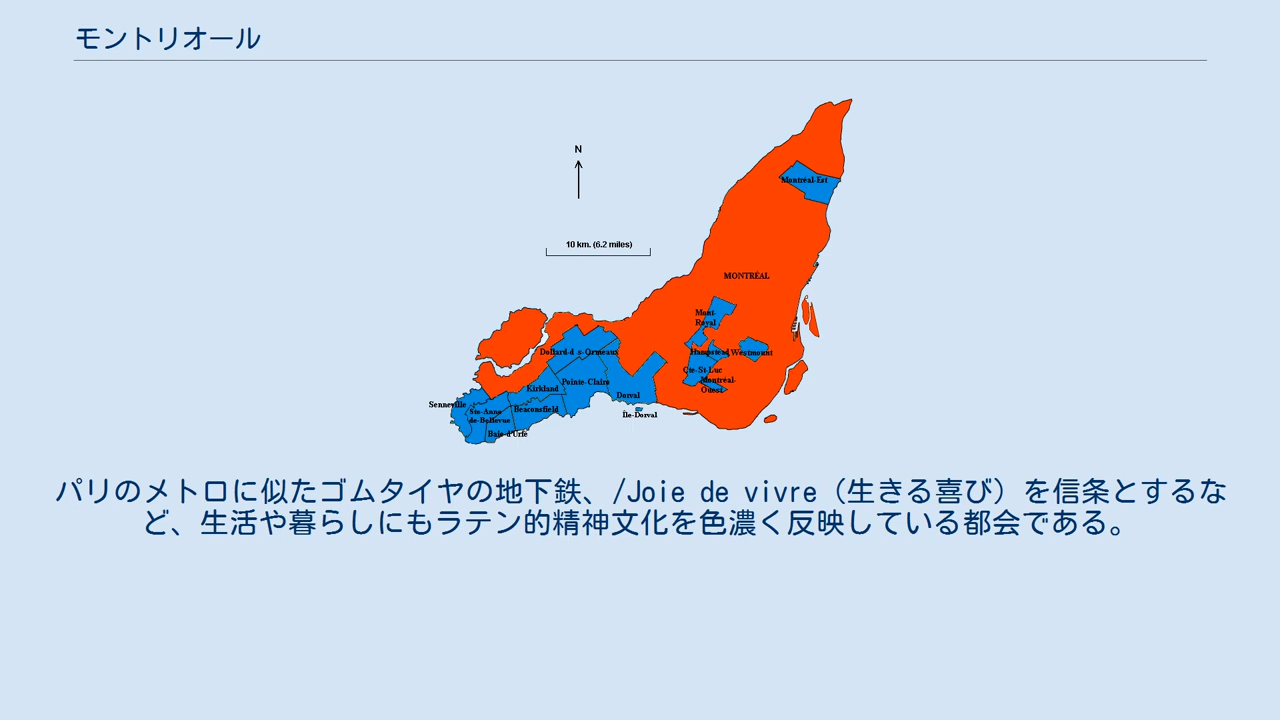 モントリオール
N
10 km. (6.2 miles)
Montréal-Est
MONTRÉAL
Mont-
Royal
Hampstead
Westmount
Cte-St-Luc
Montréal-
Ouest
Dollard-d s-Ormeaux
Pointe-Claire
Kirkland
Dorval
Île-Dorval
Beaconsfield
Senneville
Ste-Anne
de-Bellevue
Baie-d'Urfé
パリのメトロに似たゴムタイヤの地下鉄、/Joie de vivre（生きる喜び）を信条とするな
ど、生活や暮らしにもラテン的精神文化を色濃く反映している都会である。